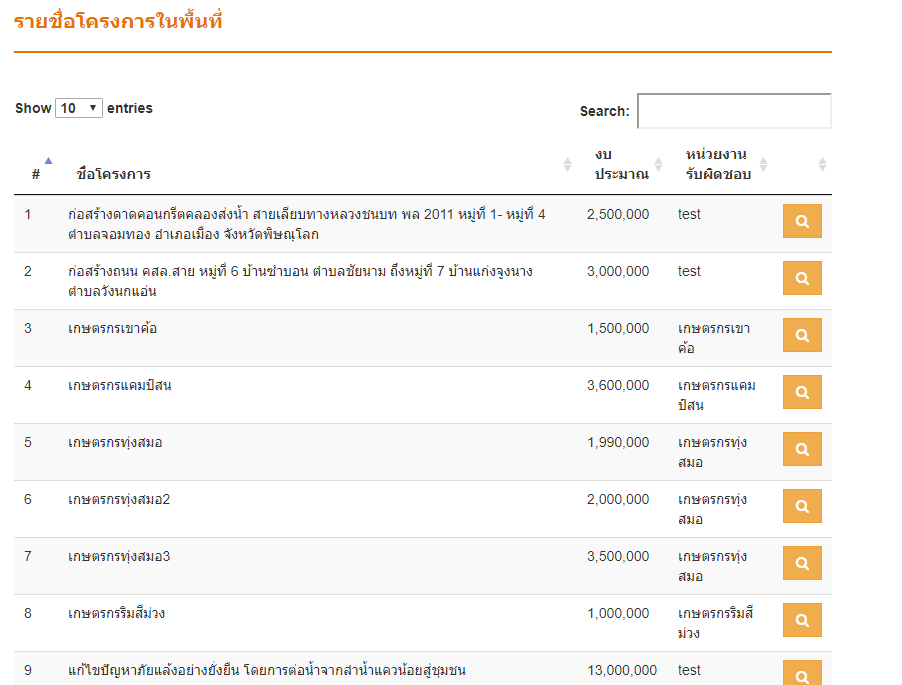 รายชื่อโครงการในพื้นที่
Show 10 entries
Search:
# ชื่อโครงการ งบ
ประมาณ หน่วยงาน
รับผิดชอบ
1 ก่อสร้างดาดคอนกรีตคลองส่งน้ำ สายเลียบทางหลวงชนบท พล 2011 หมู่ที่ 1- หมู่ที่ 4 2,500,000 test
ตำบลจอมทอง อำเภอเมือง จังหวัดพิษณุโลก
2 ก่อสร้างถนน คสล.สาย หมู่ที่ 6 บ้านชำบอน ตำบลชัยนาม ถึงหมู่ที่ 7 บ้านแก่งจูงนาง 3,000,000 test
ตำบลวังนกแอ่น
3 เกษตรกรเขาค้อ 1,500,000 เกษตรกรเขา
ค้อ
4 เกษตรกรแคมป์สน 3,600,000 เกษตรกรแคม
ป์สน
5 เกษตรกรทุ่งสมอ 1,990,000 เกษตรกรทุ่ง
สมอ
6 เกษตรกรทุ่งสมอ2 2,000,000 เกษตรกรทุ่ง
สมอ
7 เกษตรกรทุ่งสมอ3 3,500,000 เกษตรกรทุ่ง
สมอ
8 เกษตรกรริมสีม่วง 1,000,000 เกษตรกรริมสี
ม่วง
9 แก้ไขปัญหาภัยแล้งอย่างยั่งยืน โดยการต่อน้ำจากลำน้ำแควน้อยสู่ชุมชน 13,000,000 test